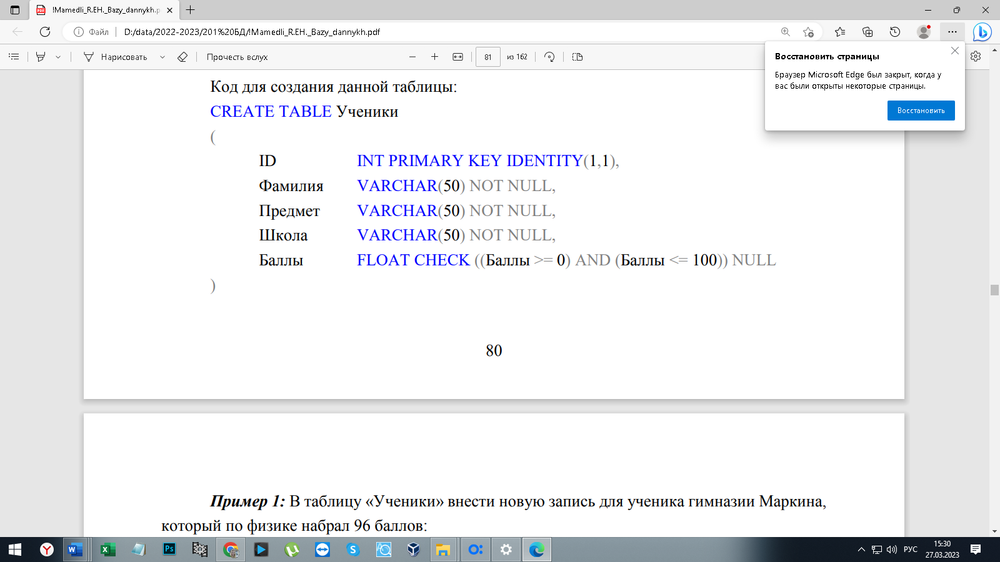 !Mamedli_R.EH._Bazy_dannykh.p
Файл
D:/data/2022-2023/201%20БД/!Mamedli_R.EH._Bazy_dannykh.pdf
Нарисовать
Прочесть вслух
81
из 162
Восстановить страницы
Браузер Microsoft Edge был закрыт, когда у
вас были открыты некоторые страницы.
Восстановить
Код для создания данной таблицы:
CREATE TABLE Ученики
(
ID INT PRIMARY KEY IDENTITY(1,1),
Фамилия VARCHAR(50) NOT NULL,
Предмет VARCHAR(50) NOT NULL,
Школа VARCHAR(50) NOT NULL,
Баллы FLOAT CHECK ((Баллы >= 0) AND (Баллы <= 100)) NULL
)
80
Пример 1: В таблицу «Ученики» внести новую запись для ученика гимназии Маркина,
который по физике набрал 96 баллов:
РУС
15:30
27.03.2023